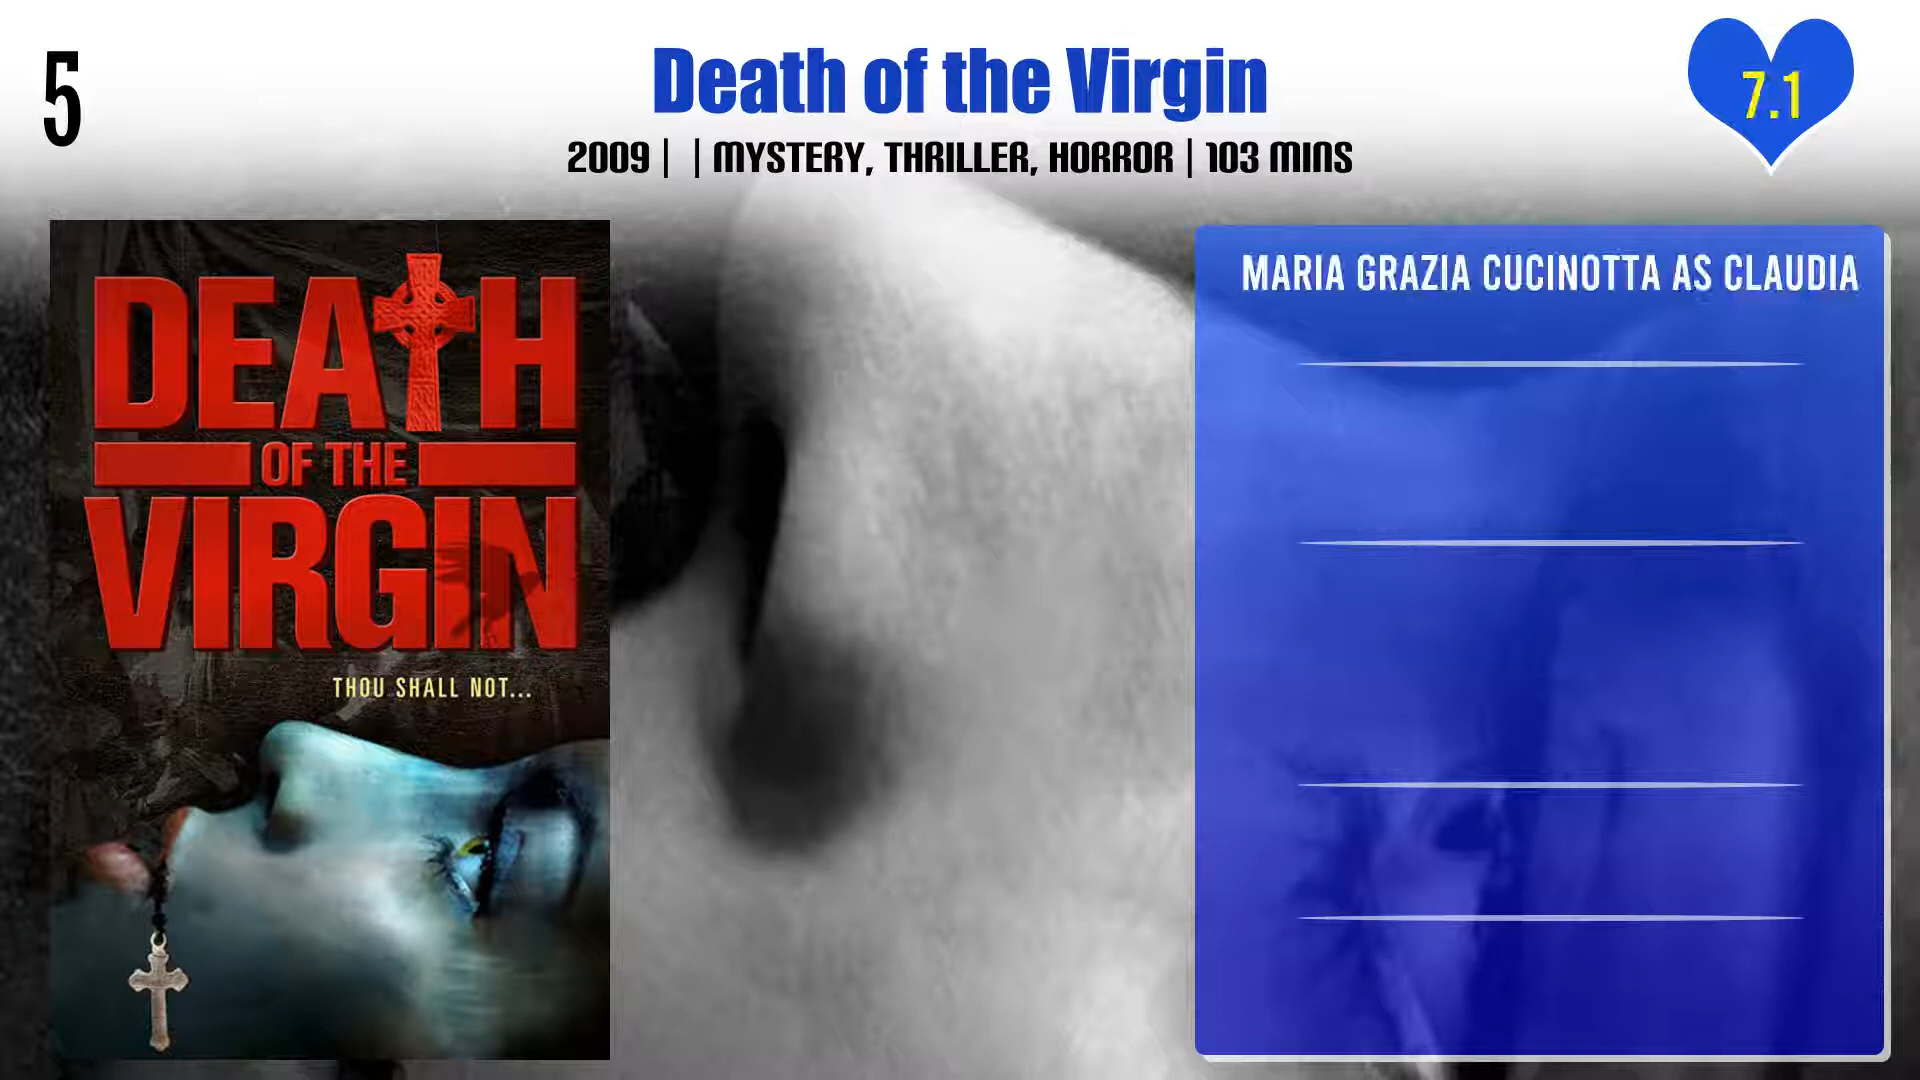 5
Death of the Virgin
7.1
2009 | | MYSTERY, THRILLER, HORROR | 103 MINS
DEATH
OF THE
VIRGIN
THOU SHALL NOT...
MARIA GRAZIA CUCINOTTA AS CLAUDIA